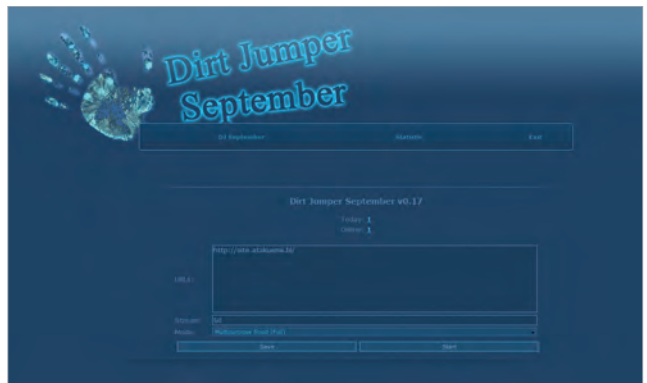 Dirt Jumper
September
DJ September Statistic Exit
Dirt Jumper September v0.17
Today: 1
Online: 1
URLs:
Streams:
Mode:
Save Start